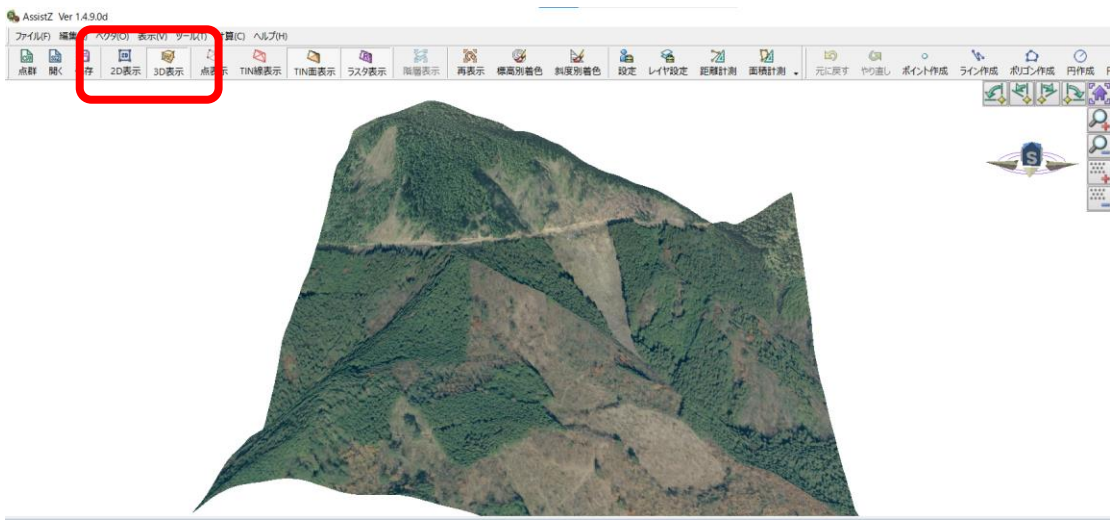 AssistZ Ver 1.4.9.0d
ファイル(F) 編集 ベクタ(O) 表示(V) ツール(T) 算(C) ヘルプ(H)
点群 開く 存 2D表示 3D表示 点表示 TIN線表示 TIN面表示 ラスタ表示 階層表示 再表示 標高別着色 斜度別着色 設定 レイヤ設定 距離計測 面積計測 元に戻す やり直し ポイント作成 ライン作成 ポリゴン作成 円作成
S